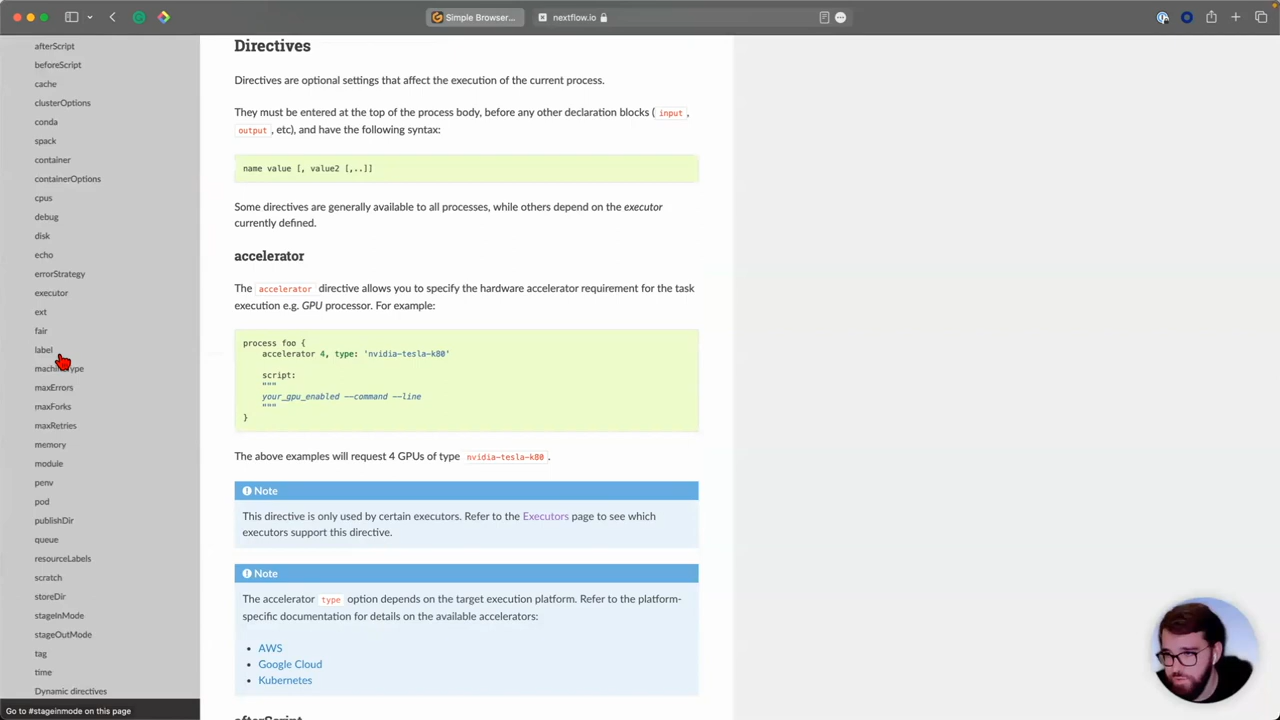 Simple Browser...
nextflow.io
afterScript
beforeScript
cache
clusterOptions
conda
spack
container
containerOptions
cpus
debug
disk
echo
errorStrategy
executor
ext
fair
label
maxErrors
maxForks
maxRetries
memory
module
penv
pod
publishDir
queue
resourceLabels
scratch
storeDir
stageInMode
stageOutMode
tag
time
Dynamic directives
Go to #stageinmode on this page
Directives
Directives are optional settings that affect the execution of the current process.
They must be entered at the top of the process body, before any other declaration blocks ( input ,
output , etc), and have the following syntax:
name value [, value2 [,..]]
Some directives are generally available to all processes, while others depend on the executor
currently defined.
accelerator
The accelerator directive allows you to specify the hardware accelerator requirement for the task
execution e.g. GPU processor. For example:
process foo {
accelerator 4, type: 'nvidia-tesla-k80'
script:
"""
your_gpu_enabled --command --line
"""
}
The above examples will request 4 GPUs of type nvidia-tesla-k80 .
Note
This directive is only used by certain executors. Refer to the Executors page to see which
executors support this directive.
Note
The accelerator type option depends on the target execution platform. Refer to the platform-
specific documentation for details on the available accelerators:
• AWS
• Google Cloud
• Kubernetes
afterScript